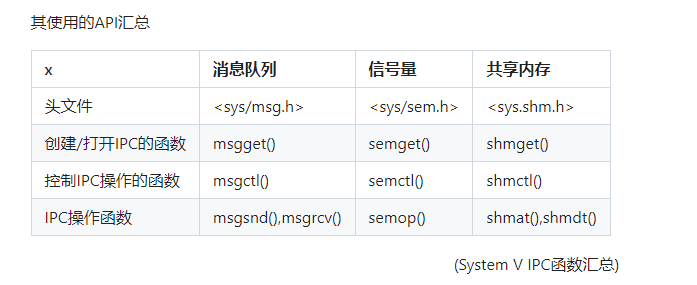 其使用的API汇总
x 消息队列 信号量 共享内存
头文件 <sys/msg.h> <sys/sem.h> <sys.shm.h>
创建/打开IPC的函数 msgget() semget() shmget()
控制IPC操作的函数 msgctl() semctl() shmctl()
IPC操作函数 msgsnd(),msgrcv() semop() shmat(),shmdt()
(System V IPC函数汇总)